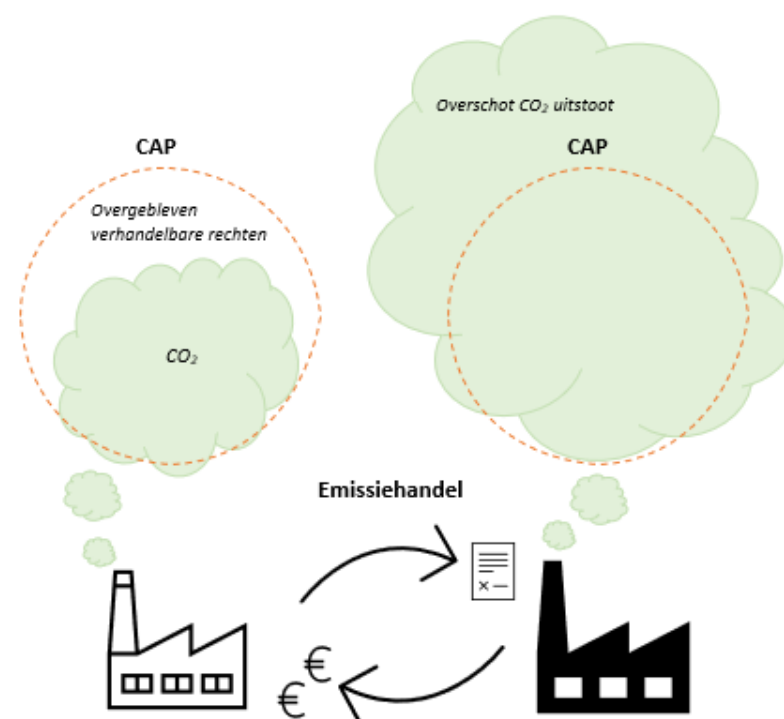 Overschot CO₂ uitstoot
CAP
CAP
Overgebleven
verhandelbare rechten
CO₂
Emissiehandel
€
€